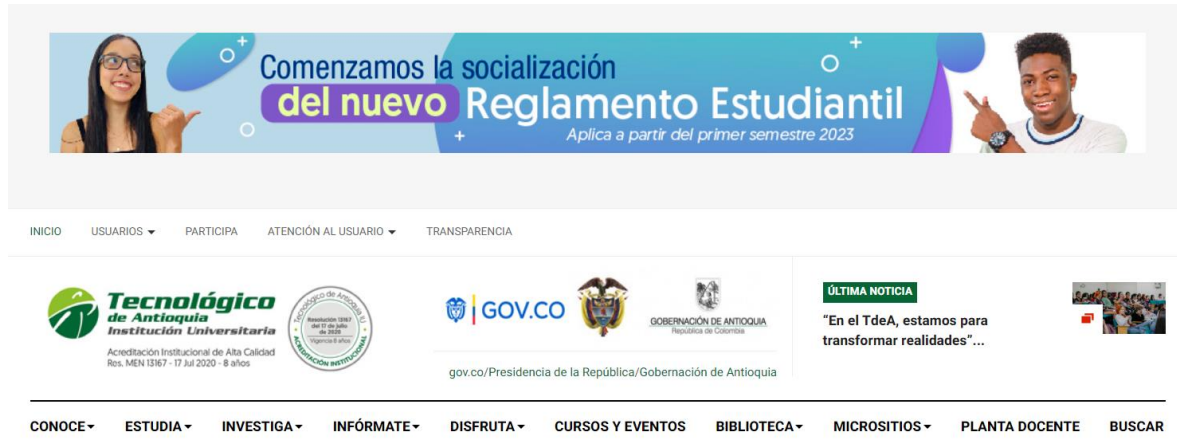 Comenzamos la socialización
del nuevo Reglamento Estudiantil
Aplica a partir del primer semestre 2023
INICIO USUARIOS PARTICIPA ATENCIÓN AL USUARIO TRANSPARENCIA
Tecnológico
de Antioquia
Institución Universitaria
Acreditación Institucional de Alta Calidad
Res. MEN 13167 - 17 Jul 2020 - 8 años
Tecnológico de Antioquia IU
Resolución 13167
del 17 de julio
de 2020
Vigencia 8 años
ACREDITACIÓN INSTITUCIONAL
GOV.CO
GOBERNACIÓN DE ANTIOQUIA
República de Colombia
gov.co/Presidencia de la República/Gobernación de Antioquia
ÚLTIMA NOTICIA
“En el TdeA, estamos para
transformar realidades”...
CONOCE ESTUDIA INVESTIGA INFÓRMATE DISFRUTA CURSOS Y EVENTOS BIBLIOTECA MICROSITIOS PLANTA DOCENTE BUSCAR